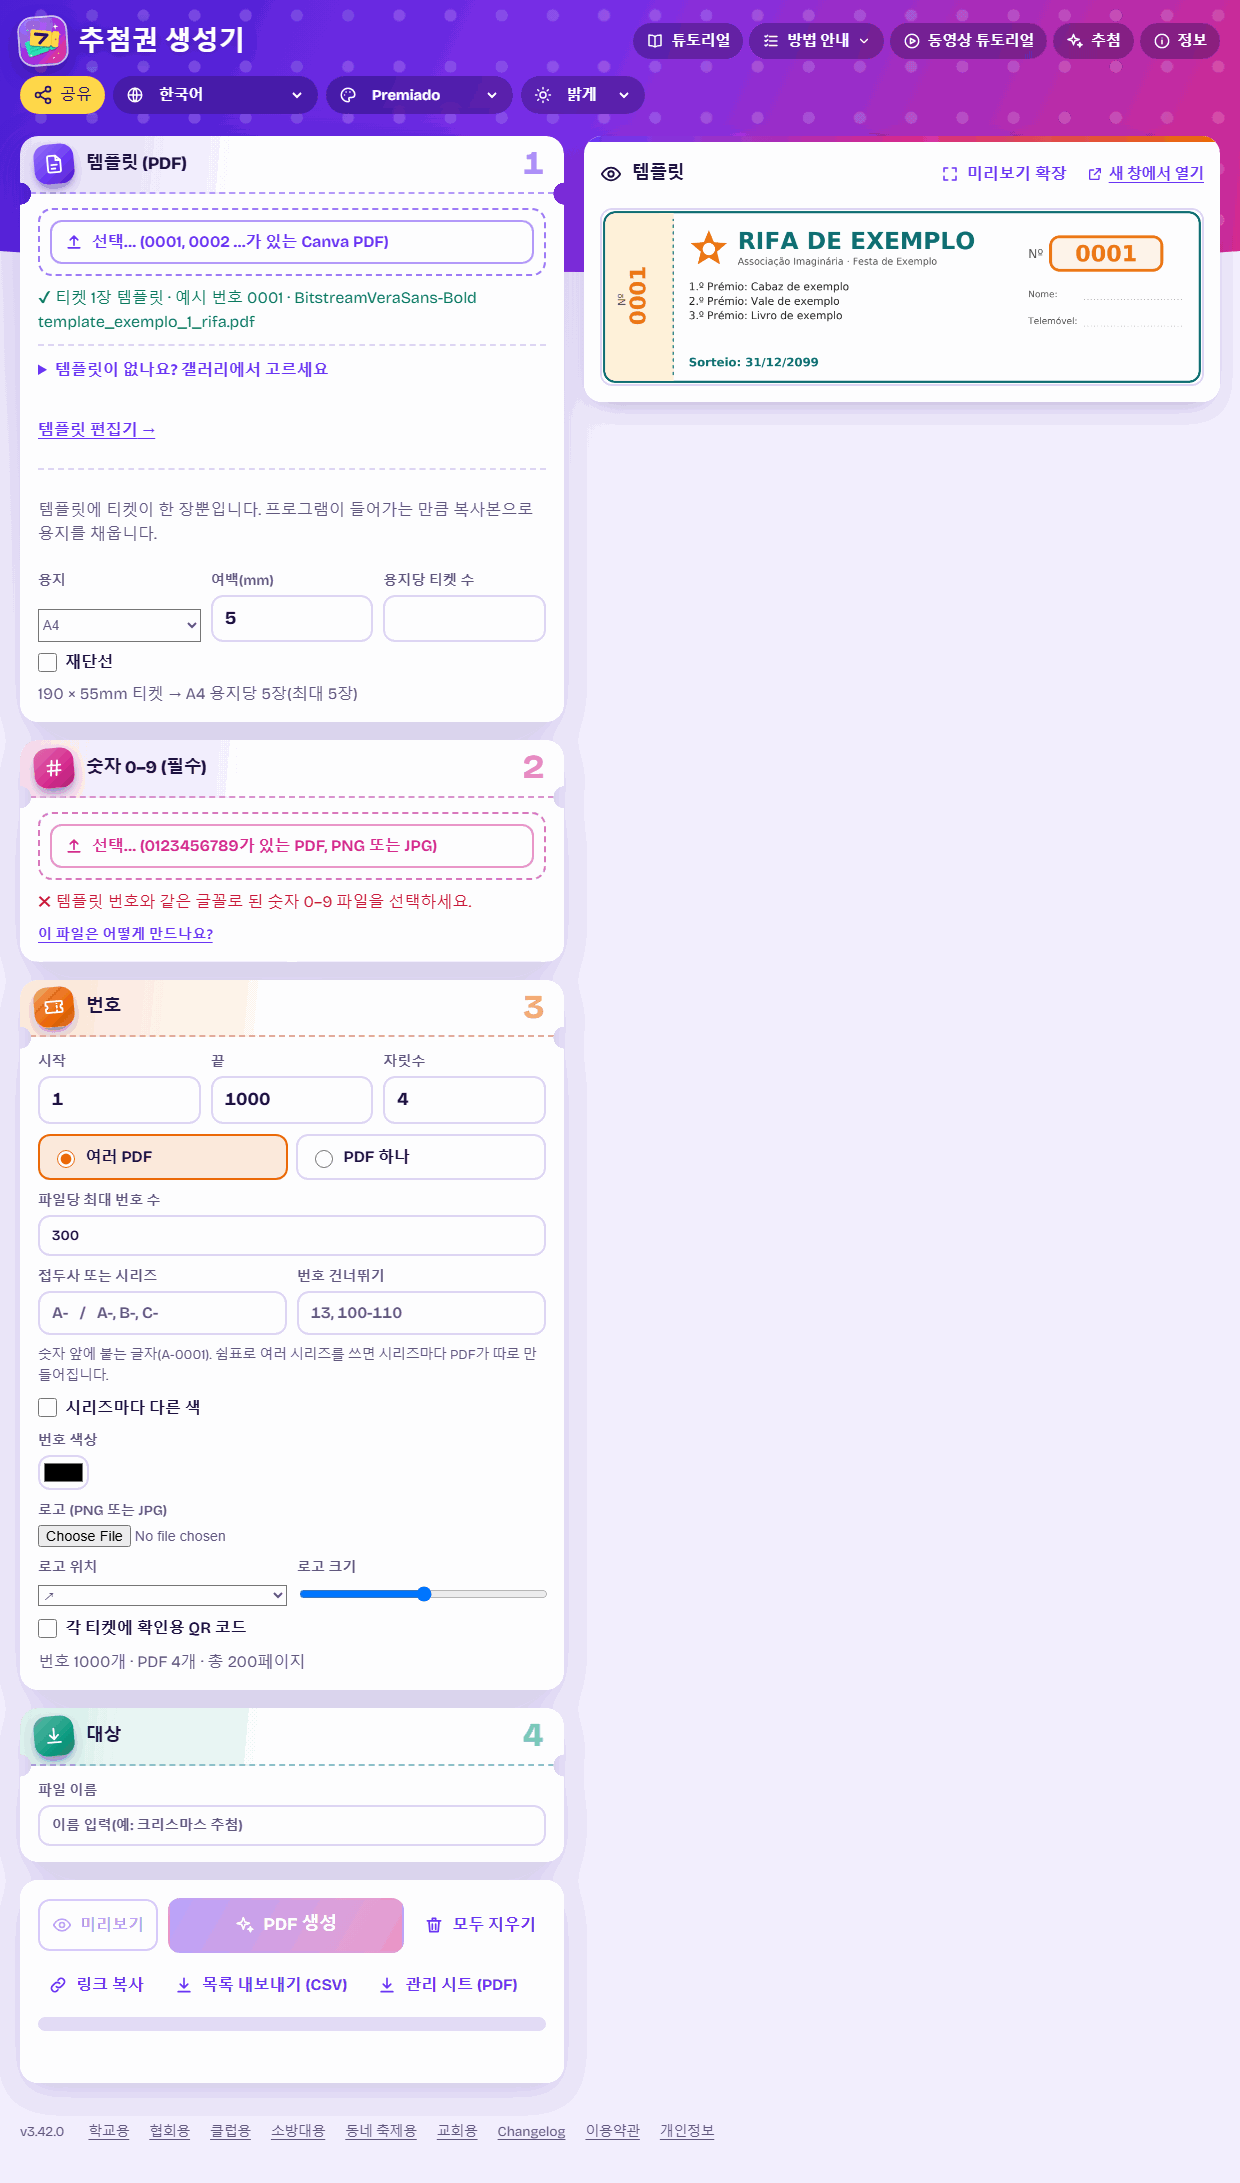 추첨권 생성기
튜토리얼
방법 안내
동영상 튜토리얼
추첨
정보
공유
한국어
Premiado
밝게
템플릿 (PDF)
1
선택... (0001, 0002 ...가 있는 Canva PDF)
✓ 티켓 1장 템플릿 · 예시 번호 0001 · BitstreamVeraSans-Bold
template_exemplo_1_rifa.pdf
▶ 템플릿이 없나요? 갤러리에서 고르세요
템플릿 편집기 →
템플릿에 티켓이 한 장뿐입니다. 프로그램이 들어가는 만큼 복사본으로
용지를 채웁니다.
용지 여백(mm) 용지당 티켓 수
A4 5
재단선
190 × 55mm 티켓 → A4 용지당 5장(최대 5장)
숫자 0–9 (필수)
2
선택... (0123456789가 있는 PDF, PNG 또는 JPG)
✕ 템플릿 번호와 같은 글꼴로 된 숫자 0–9 파일을 선택하세요.
이 파일은 어떻게 만드나요?
번호
3
시작 끝 자릿수
1 1000 4
여러 PDF PDF 하나
파일당 최대 번호 수
300
접두사 또는 시리즈 번호 건너뛰기
A- / A-, B-, C- 13, 100-110
숫자 앞에 붙는 글자(A-0001). 쉼표로 여러 시리즈를 쓰면 시리즈마다 PDF가 따로 만
들어집니다.
시리즈마다 다른 색
번호 색상
로고 (PNG 또는 JPG)
Choose File No file chosen
로고 위치 로고 크기
↗
각 티켓에 확인용 QR 코드
번호 1000개 · PDF 4개 · 총 200페이지
대상
4
파일 이름
이름 입력(예: 크리스마스 추첨)
미리보기 PDF 생성 모두 지우기
링크 복사 목록 내보내기 (CSV) 관리 시트 (PDF)
템플릿
미리보기 확장 새 창에서 열기
Nº 0001
RIFA DE EXEMPLO
Associação Imaginária · Festa de Exemplo
1.º Prémio: Cabaz de exemplo
2.º Prémio: Vale de exemplo
3.º Prémio: Livro de exemplo
Sorteio: 31/12/2099
Nº 0001
Nome:
Telemóvel:
v3.42.0 학교용 협회용 클럽용 소방대용 동네 축제용 교회용 Changelog 이용약관 개인정보